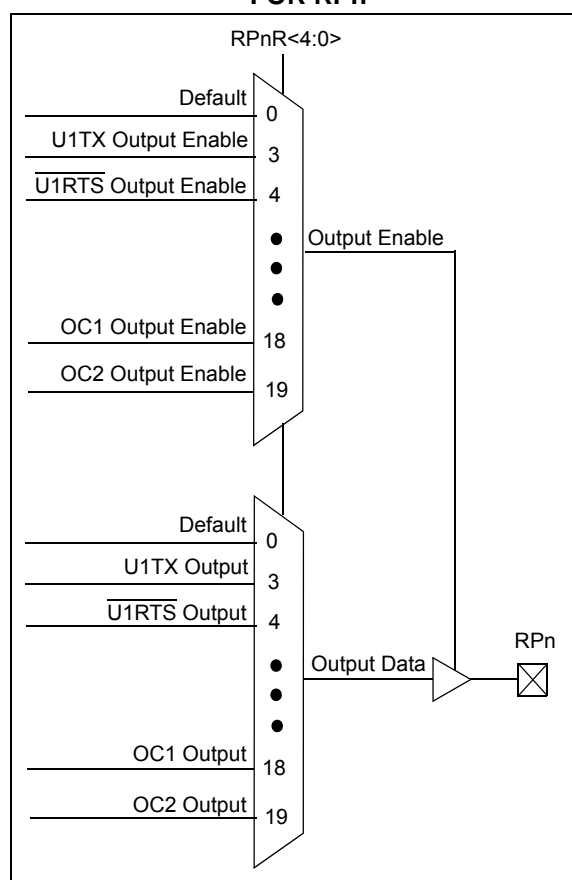 RPnR<4:0>
Default
0
U1TX Output Enable
3
U1RTS Output Enable
4
Output Enable
OC1 Output Enable
18
OC2 Output Enable
19
Default
0
U1TX Output
3
U1RTS Output
4
RPn
Output Data
OC1 Output
18
OC2 Output
19